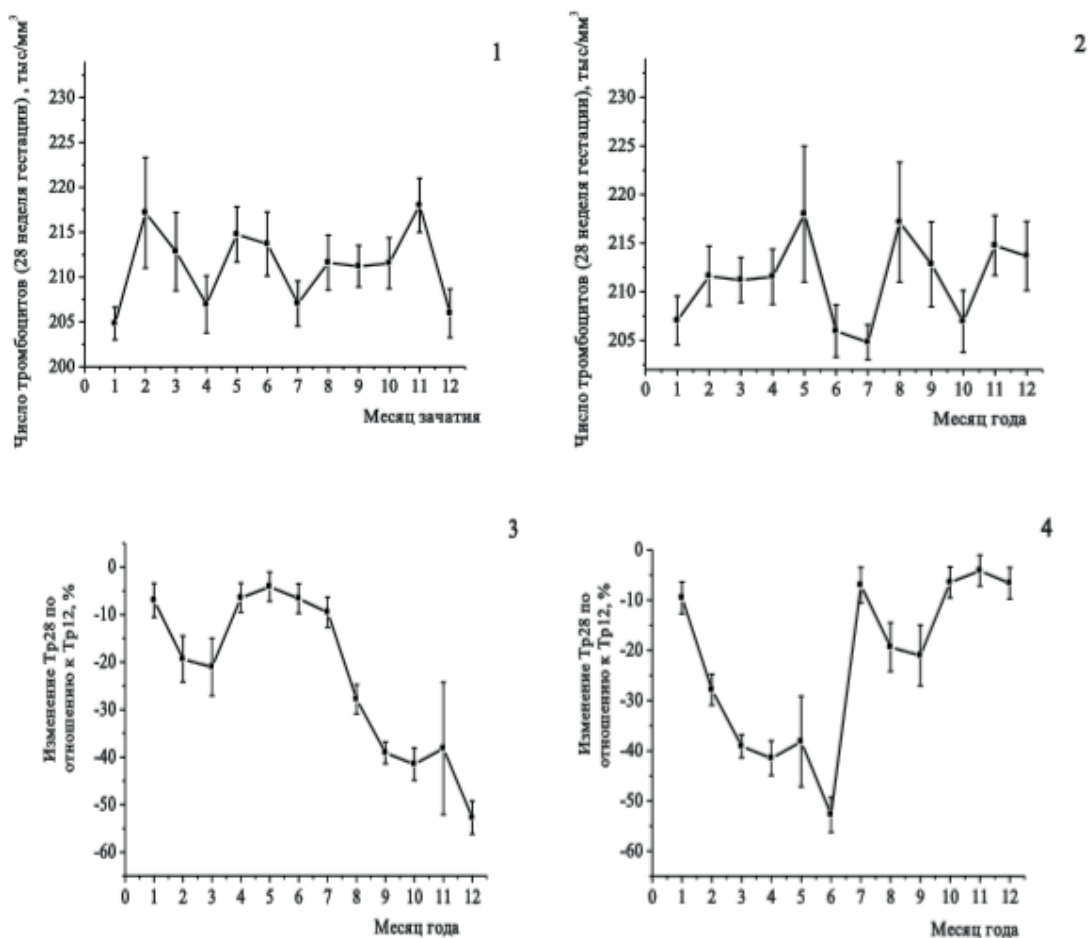 1
Число тромбоцитов (28 неделя гестации) , тыс/мм³
230
225
220
215
210
205
200
0 1 2 3 4 5 6 7 8 9 10 11 12
Месяц зачатия
2
Число тромбоцитов (28 неделя гестации), тыс/мм³
230
225
220
215
210
205
0 1 2 3 4 5 6 7 8 9 10 11 12
Месяц года
3
Изменение Тр28 по
отношению к Тр12, %
0
-10
-20
-30
-40
-50
-60
0 1 2 3 4 5 6 7 8 9 10 11 12
Месяц года
4
Изменение Тр28 по
отношению к Тр12, %
0
-10
-20
-30
-40
-50
-60
0 1 2 3 4 5 6 7 8 9 10 11 12
Месяц года